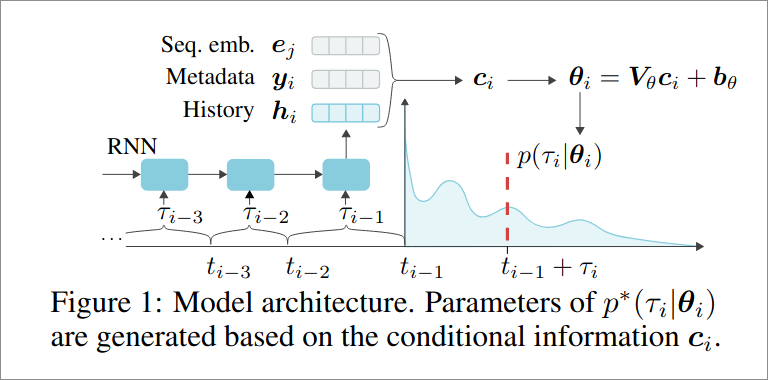 Seq. emb. e_j
Metadata y_i
History h_i
c_i
θ_i = V_θ c_i + b_θ
RNN
p(τ_i|θ_i)
τ_{i−3} τ_{i−2} τ_{i−1}
...
t_{i−3} t_{i−2} t_{i−1} t_{i−1} + τ_i
Figure 1: Model architecture. Parameters of p*(τ_i|θ_i)
are generated based on the conditional information c_i.